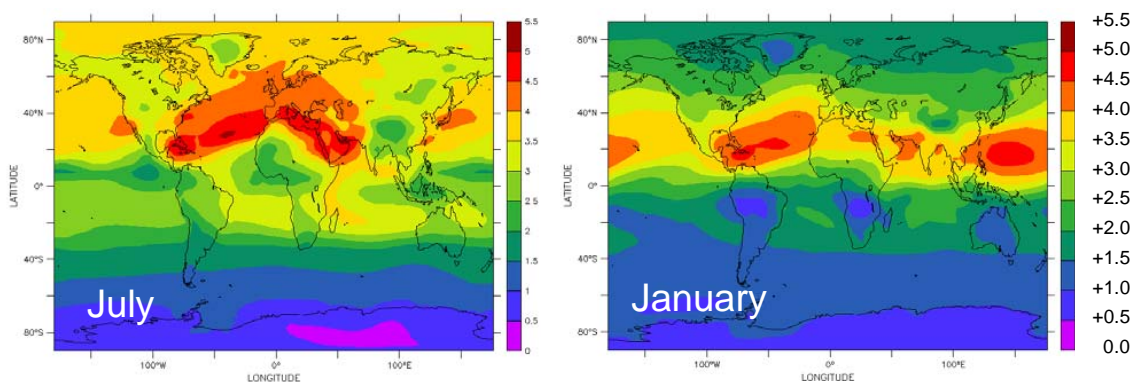 80°N
40°N
0°
40°S
80°S
LATITUDE
100°W
0°
100°E
LONGITUDE
July
5.5
5
4.5
4
3.5
3
2.5
2
1.5
1
0.5
0
80°N
40°N
0°
40°S
80°S
LATITUDE
100°W
0°
100°E
LONGITUDE
January
+5.5
+5.0
+4.5
+4.0
+3.5
+3.0
+2.5
+2.0
+1.5
+1.0
+0.5
0.0